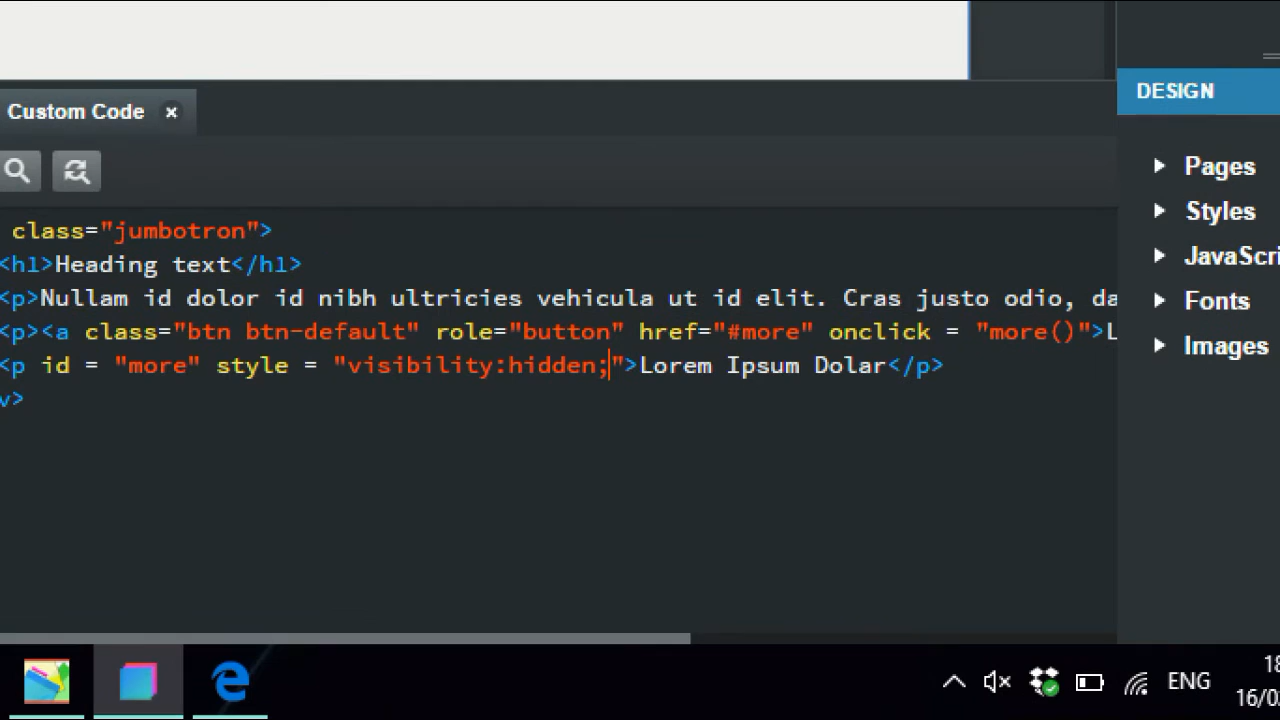 DESIGN
Custom Code
Pages
Styles
Fonts
Images
class="jumbotron">
<h1>Heading text</h1>
<p>Nullam id dolor id nibh ultricies vehicula ut id elit. Cras justo odio,
<p><a class="btn btn-default" role="button" href="#more" onclick = "more()">L
<p id = "more" style = "visibility:hidden;">Lorem Ipsum Dolar</p>
v>
ENG
18